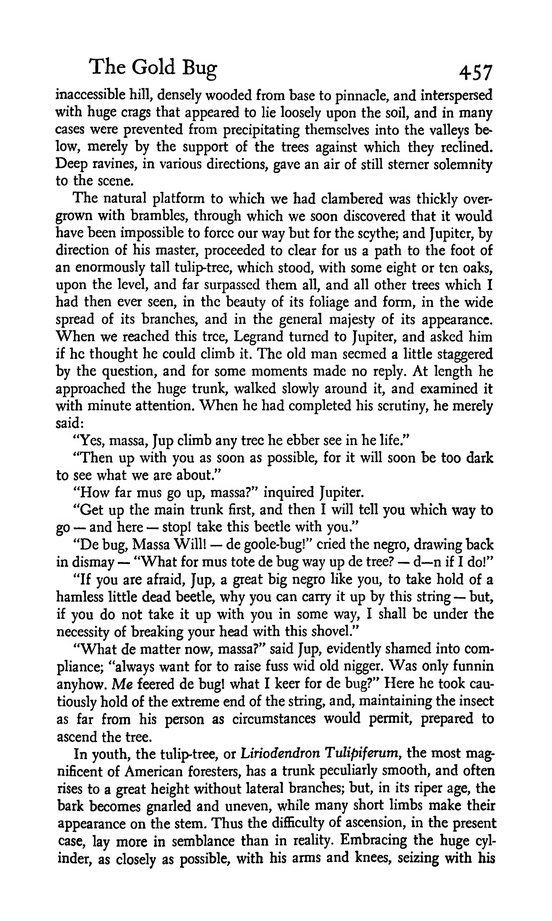 The Gold Bug 457
inaccessible hill, densely wooded from base to pinnacle, and interspersed
with huge crags that appeared to lie loosely upon the soil, and in many
cases were prevented from precipitating themselves into the valleys be-
low, merely by the support of the trees against which they reclined.
Deep ravines, in various directions, gave an air of still sterner solemnity
to the scene.
The natural platform to which we had clambered was thickly over-
grown with brambles, through which we soon discovered that it would
have been impossible to force our way but for the scythe; and Jupiter, by
direction of his master, proceeded to clear for us a path to the foot of
an enormously tall tulip-tree, which stood, with some eight or ten oaks,
upon the level, and far surpassed them all, and all other trees which I
had then ever seen, in the beauty of its foliage and form, in the wide
spread of its branches, and in the general majesty of its appearance.
When we reached this tree, Legrand turned to Jupiter, and asked him
if he thought he could climb it. The old man seemed a little staggered
by the question, and for some moments made no reply. At length he
approached the huge trunk, walked slowly around it, and examined it
with minute attention. When he had completed his scrutiny, he merely
said:
“Yes, massa, Jup climb any tree he ebber see in he life.”
“Then up with you as soon as possible, for it will soon be too dark
to see what we are about.”
“How far mus go up, massa?” inquired Jupiter.
“Get up the main trunk first, and then I will tell you which way to
go — and here — stop! take this beetle with you.”
“De bug, Massa Will! — de goole-bug!” cried the negro, drawing back
in dismay — “What for mus tote de bug way up de tree? — d—n if I do!”
“If you are afraid, Jup, a great big negro like you, to take hold of a
hamless little dead beetle, why you can carry it up by this string — but,
if you do not take it up with you in some way, I shall be under the
necessity of breaking your head with this shovel.”
“What de matter now, massa?” said Jup, evidently shamed into com-
pliance; “always want for to raise fuss wid old nigger. Was only funnin
anyhow. Me feered de bug! what I keer for de bug?” Here he took cau-
tiously hold of the extreme end of the string, and, maintaining the insect
as far from his person as circumstances would permit, prepared to
ascend the tree.
In youth, the tulip-tree, or Liriodendron Tulipiferum, the most mag-
nificent of American foresters, has a trunk peculiarly smooth, and often
rises to a great height without lateral branches; but, in its riper age, the
bark becomes gnarled and uneven, while many short limbs make their
appearance on the stem. Thus the difficulty of ascension, in the present
case, lay more in semblance than in reality. Embracing the huge cyl-
inder, as closely as possible, with his arms and knees, seizing with his